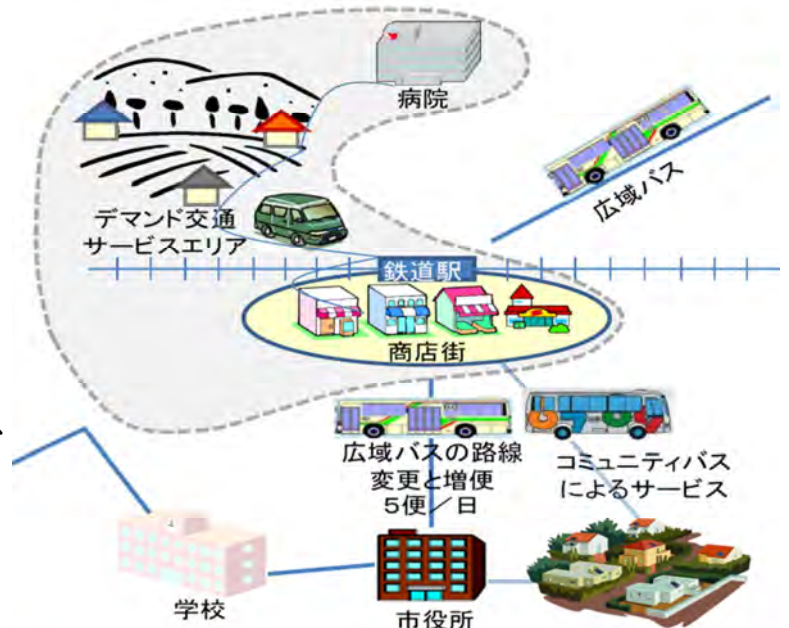 病院
広域バス
デマンド交通
サービスエリア
鉄道駅
商店街
広域バスの路線
変更と増便
5便／日
コミュニティバス
によるサービス
学校
市役所